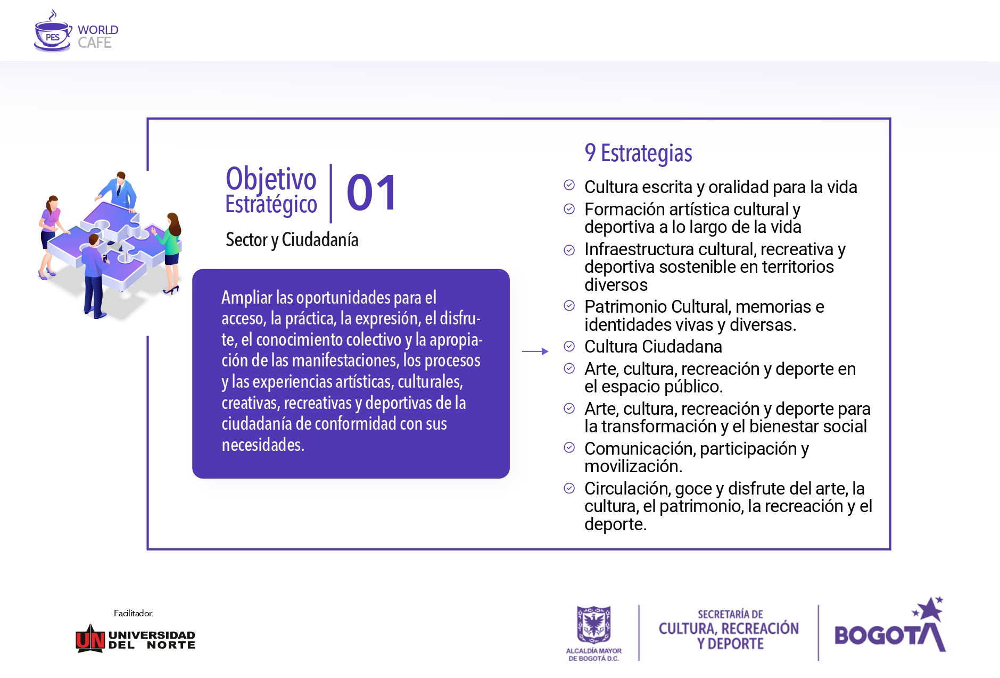 PES
WORLD
CAFÉ
Objetivo
Estratégico
01
Sector y Ciudadanía
Ampliar las oportunidades para el
acceso, la práctica, la expresión, el disfru-
te, el conocimiento colectivo y la apropia-
ción de las manifestaciones, los procesos
y las experiencias artísticas, culturales,
creativas, recreativas y deportivas de la
ciudadanía de conformidad con sus
necesidades.
9 Estrategias
Cultura escrita y oralidad para la vida
Formación artística cultural y
deportiva a lo largo de la vida
Infraestructura cultural, recreativa y
deportiva sostenible en territorios
diversos
Patrimonio Cultural, memorias e
identidades vivas y diversas.
Cultura Ciudadana
Arte, cultura, recreación y deporte en
el espacio público.
Arte, cultura, recreación y deporte para
la transformación y el bienestar social
Comunicación, participación y
movilización.
Circulación, goce y disfrute del arte, la
cultura, el patrimonio, la recreación y el
deporte.
Facilitador:
UN
UNIVERSIDAD
DEL NORTE
ALCALDÍA MAYOR
DE BOGOTÁ D.C.
SECRETARÍA DE
CULTURA, RECREACIÓN
Y DEPORTE
BOGOTÁ